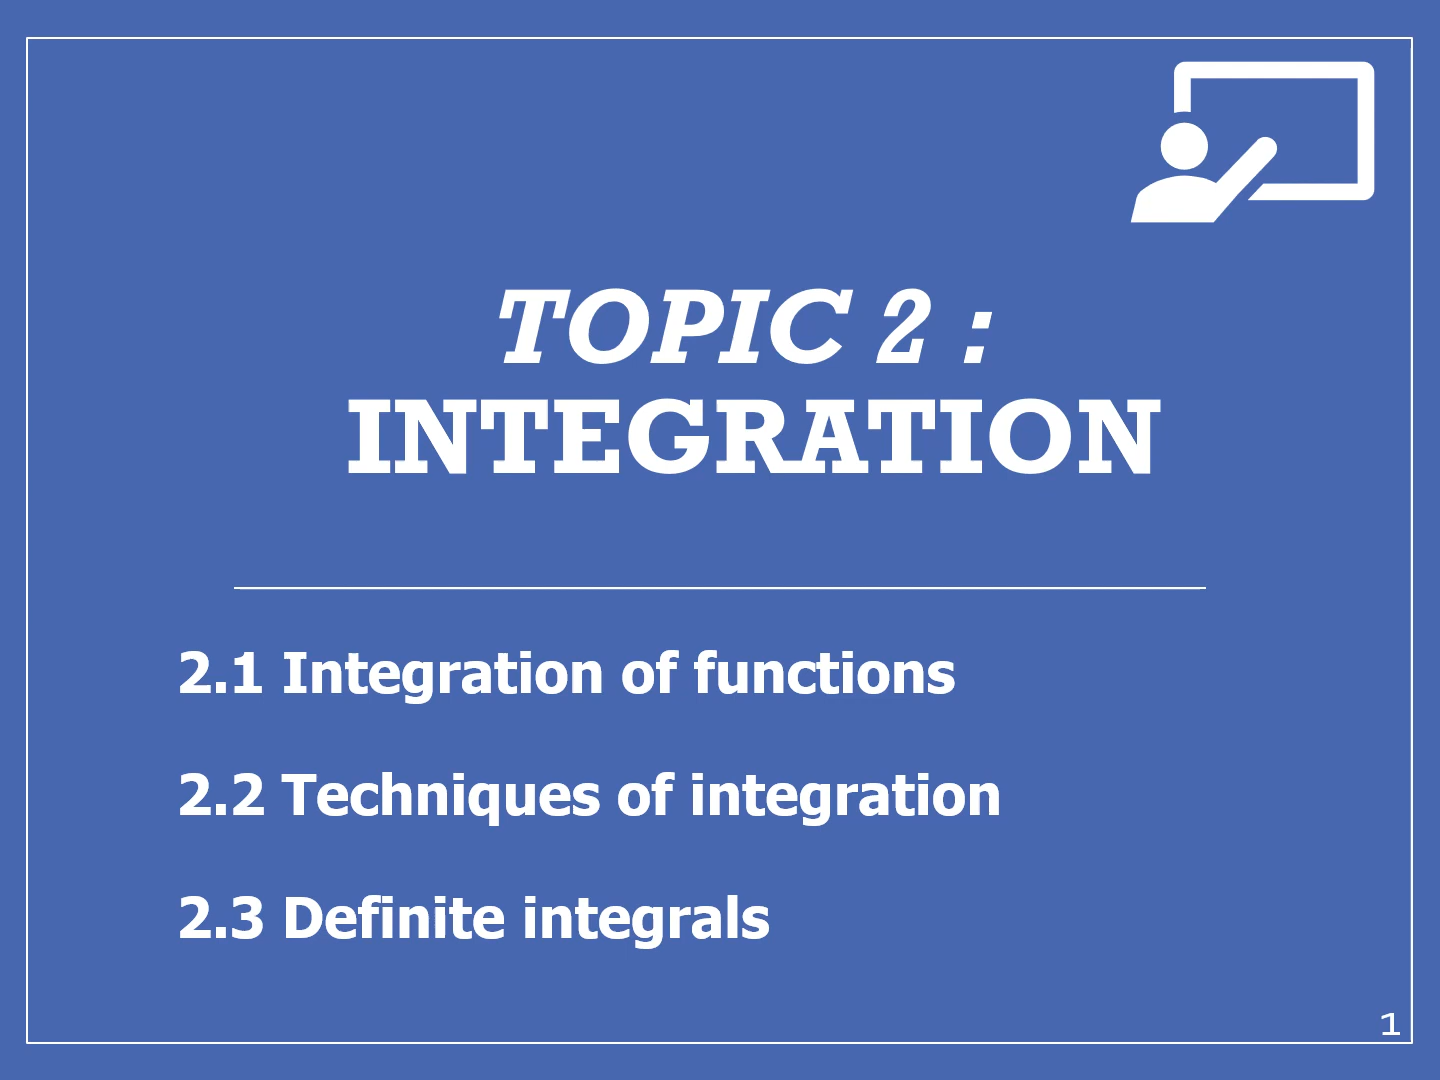 TOPIC 2 :
INTEGRATION
2.1 Integration of functions
2.2 Techniques of integration
2.3 Definite integrals
1